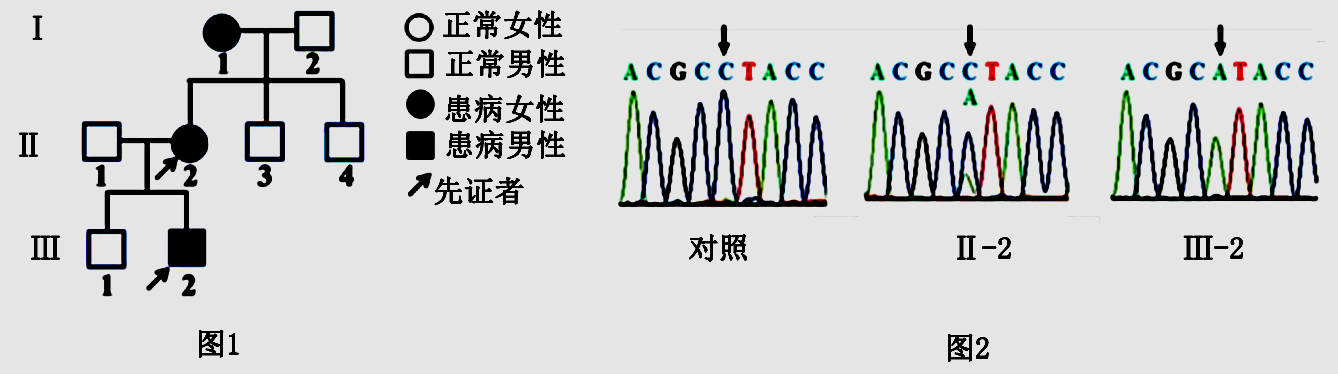 Ⅰ
1 2
正常女性
正常男性
患病女性
患病男性
先证者
Ⅱ
1 2 3 4
Ⅲ
1 2
图1
A C G C C T A C C
对照
A C G C C T A C C
A
Ⅱ-2
A C G C A T A C C
Ⅲ-2
图2